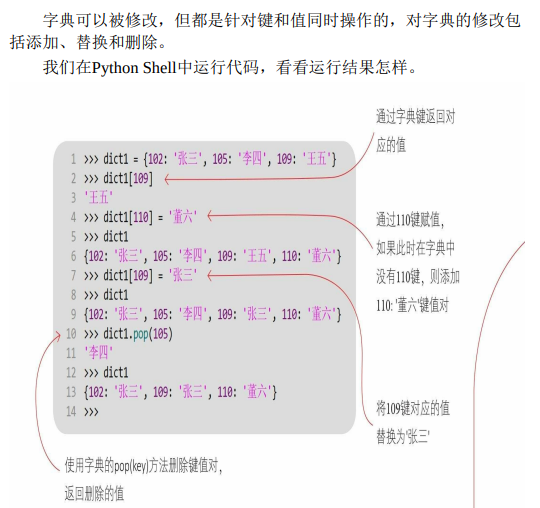 字典可以被修改，但都是针对键和值同时操作的，对字典的修改包
括添加、替换和删除。
我们在Python Shell中运行代码，看看运行结果怎样。
通过字典键返回对
应的值
1 >>> dict1 = {102: '张三', 105: '李四', 109: '王五'}
2 >>> dict1[109]
3 '王五'
4 >>> dict1[110] = '董六'
5 >>> dict1
6 {102: '张三', 105: '李四', 109: '王五', 110: '董六'}
7 >>> dict1[109] = '张三'
8 >>> dict1
9 {102: '张三', 105: '李四', 109: '张三', 110: '董六'}
10 >>> dict1.pop(105)
11 '李四'
12 >>> dict1
13 {102: '张三', 109: '张三', 110: '董六'}
14 >>>
通过110键赋值，
如果此时在字典中
没有110键，则添加
110: '董六'键值对
将109键对应的值
替换为'张三'
使用字典的pop(key)方法删除键值对，
返回删除的值